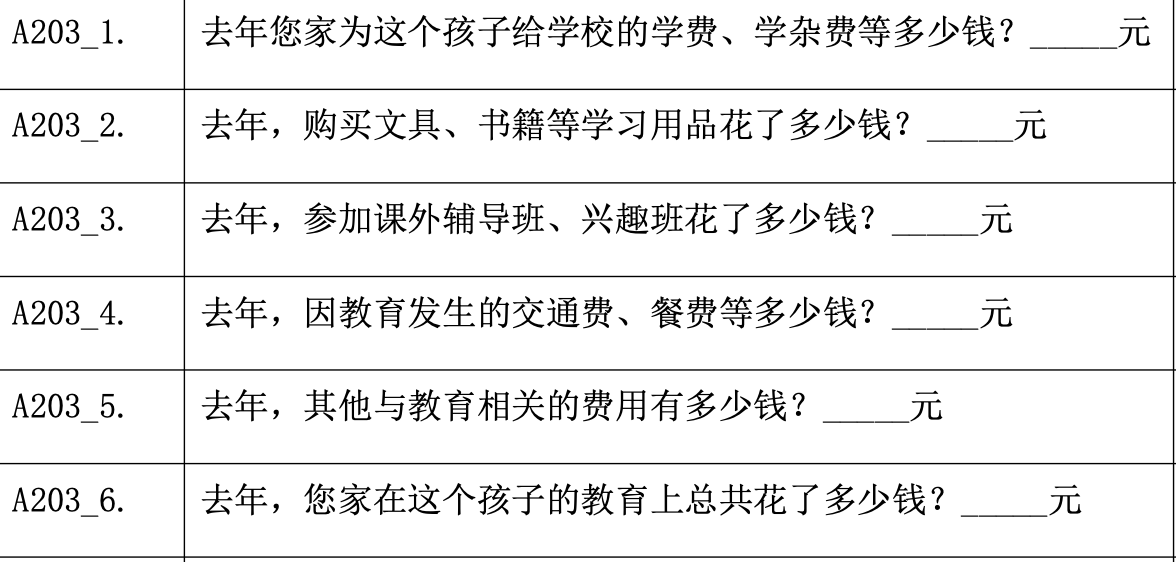 A203_1. 去年您家为这个孩子给学校的学费、学杂费等多少钱？_____元
A203_2. 去年，购买文具、书籍等学习用品花了多少钱？_____元
A203_3. 去年，参加课外辅导班、兴趣班花了多少钱？_____元
A203_4. 去年，因教育发生的交通费、餐费等多少钱？_____元
A203_5. 去年，其他与教育相关的费用有多少钱？_____元
A203_6. 去年，您家在这个孩子的教育上总共花了多少钱？_____元